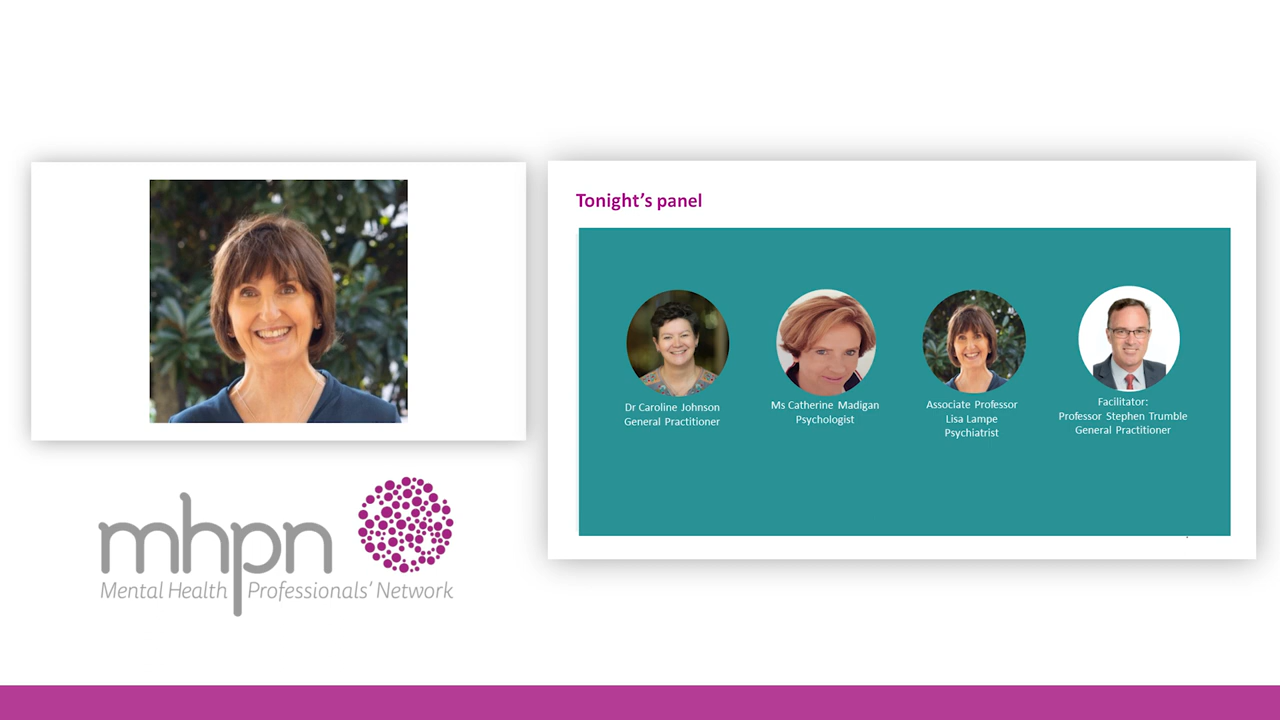 Tonight's panel
Dr Caroline Johnson
General Practitioner
Ms Catherine Madigan
Psychologist
Associate Professor
Lisa Lampe
Psychiatrist
Facilitator:
Professor Stephen Trumble
General Practitioner
mhpn
Mental Health Professionals' Network